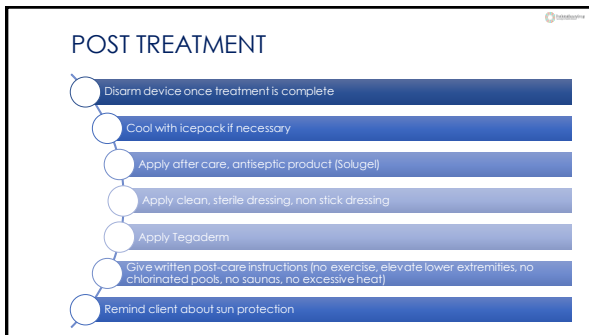 POST TREATMENT
Disarm device once treatment is complete
Cool with icepack if necessary
Apply after care, antiseptic product (Solugel)
Apply clean, sterile dressing, non stick dressing
Apply Tegaderm
Give written post-care instructions (no exercise, elevate lower extremities, no
chlorinated pools, no saunas, no excessive heat)
Remind client about sun protection